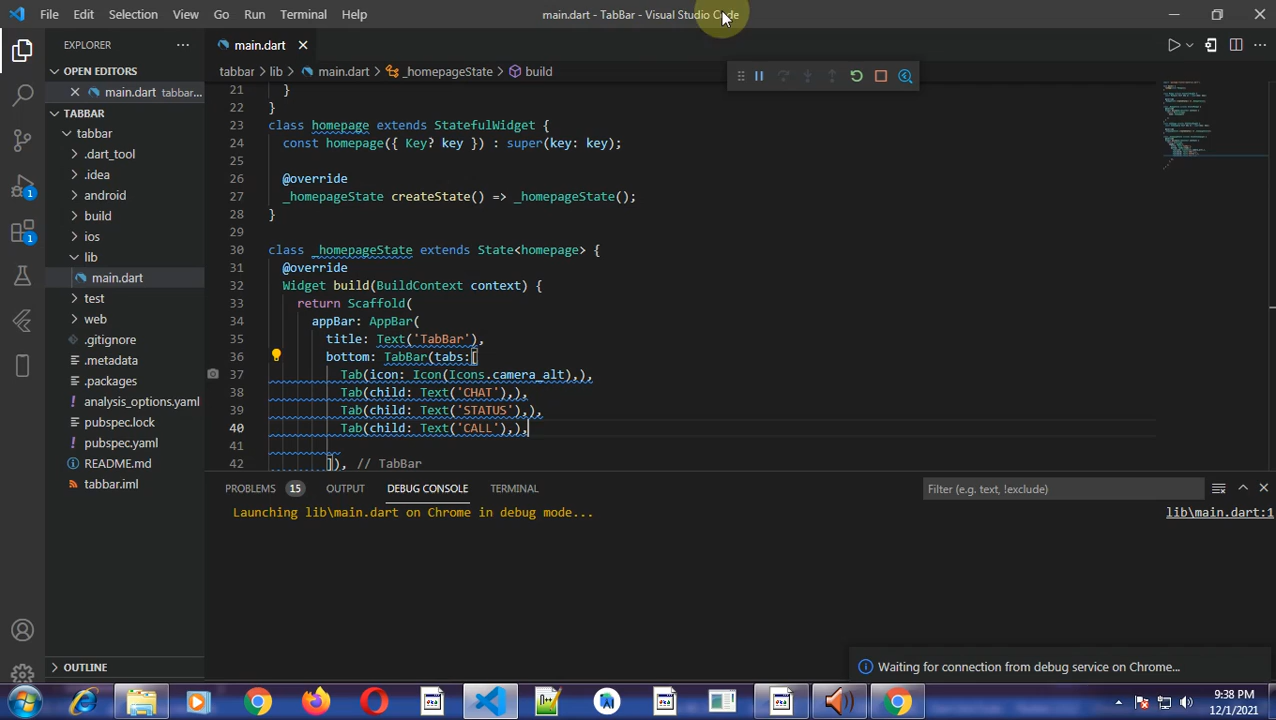 File Edit Selection View Go Run Terminal Help
main.dart - TabBar - Visual Studio Code
EXPLORER
main.dart
OPEN EDITORS
tabbar > lib > main.dart > _homepageState > build
main.dart tabbar...
TABBAR
tabbar
.dart_tool
.idea
android
build
ios
lib
main.dart
test
web
.gitignore
.metadata
.packages
analysis_options.yaml
pubspec.lock
pubspec.yaml
README.md
tabbar.iml
OUTLINE
1
1
21 }
22 }
23 class homepage extends StatefulWidget {
24 const homepage({ Key? key }) : super(key: key);
25
26 @override
27 _homepageState createState() => _homepageState();
28 }
29
30 class _homepageState extends State<homepage> {
31 @override
32 Widget build(BuildContext context) {
33 return Scaffold(
34 appBar: AppBar(
35 title: Text('TabBar'),
36 bottom: TabBar(tabs:[
37 Tab(icon: Icon(Icons.camera_alt),),
38 Tab(child: Text('CHAT'),),
39 Tab(child: Text('STATUS'),),
40 Tab(child: Text('CALL'),),
41
42 ]), // TabBar
PROBLEMS 15 OUTPUT DEBUG CONSOLE TERMINAL
Filter (e.g. text, !exclude)
Launching lib\main.dart on Chrome in debug mode...
lib\main.dart:1
Waiting for connection from debug service on Chrome...
9:38 PM
12/1/2021